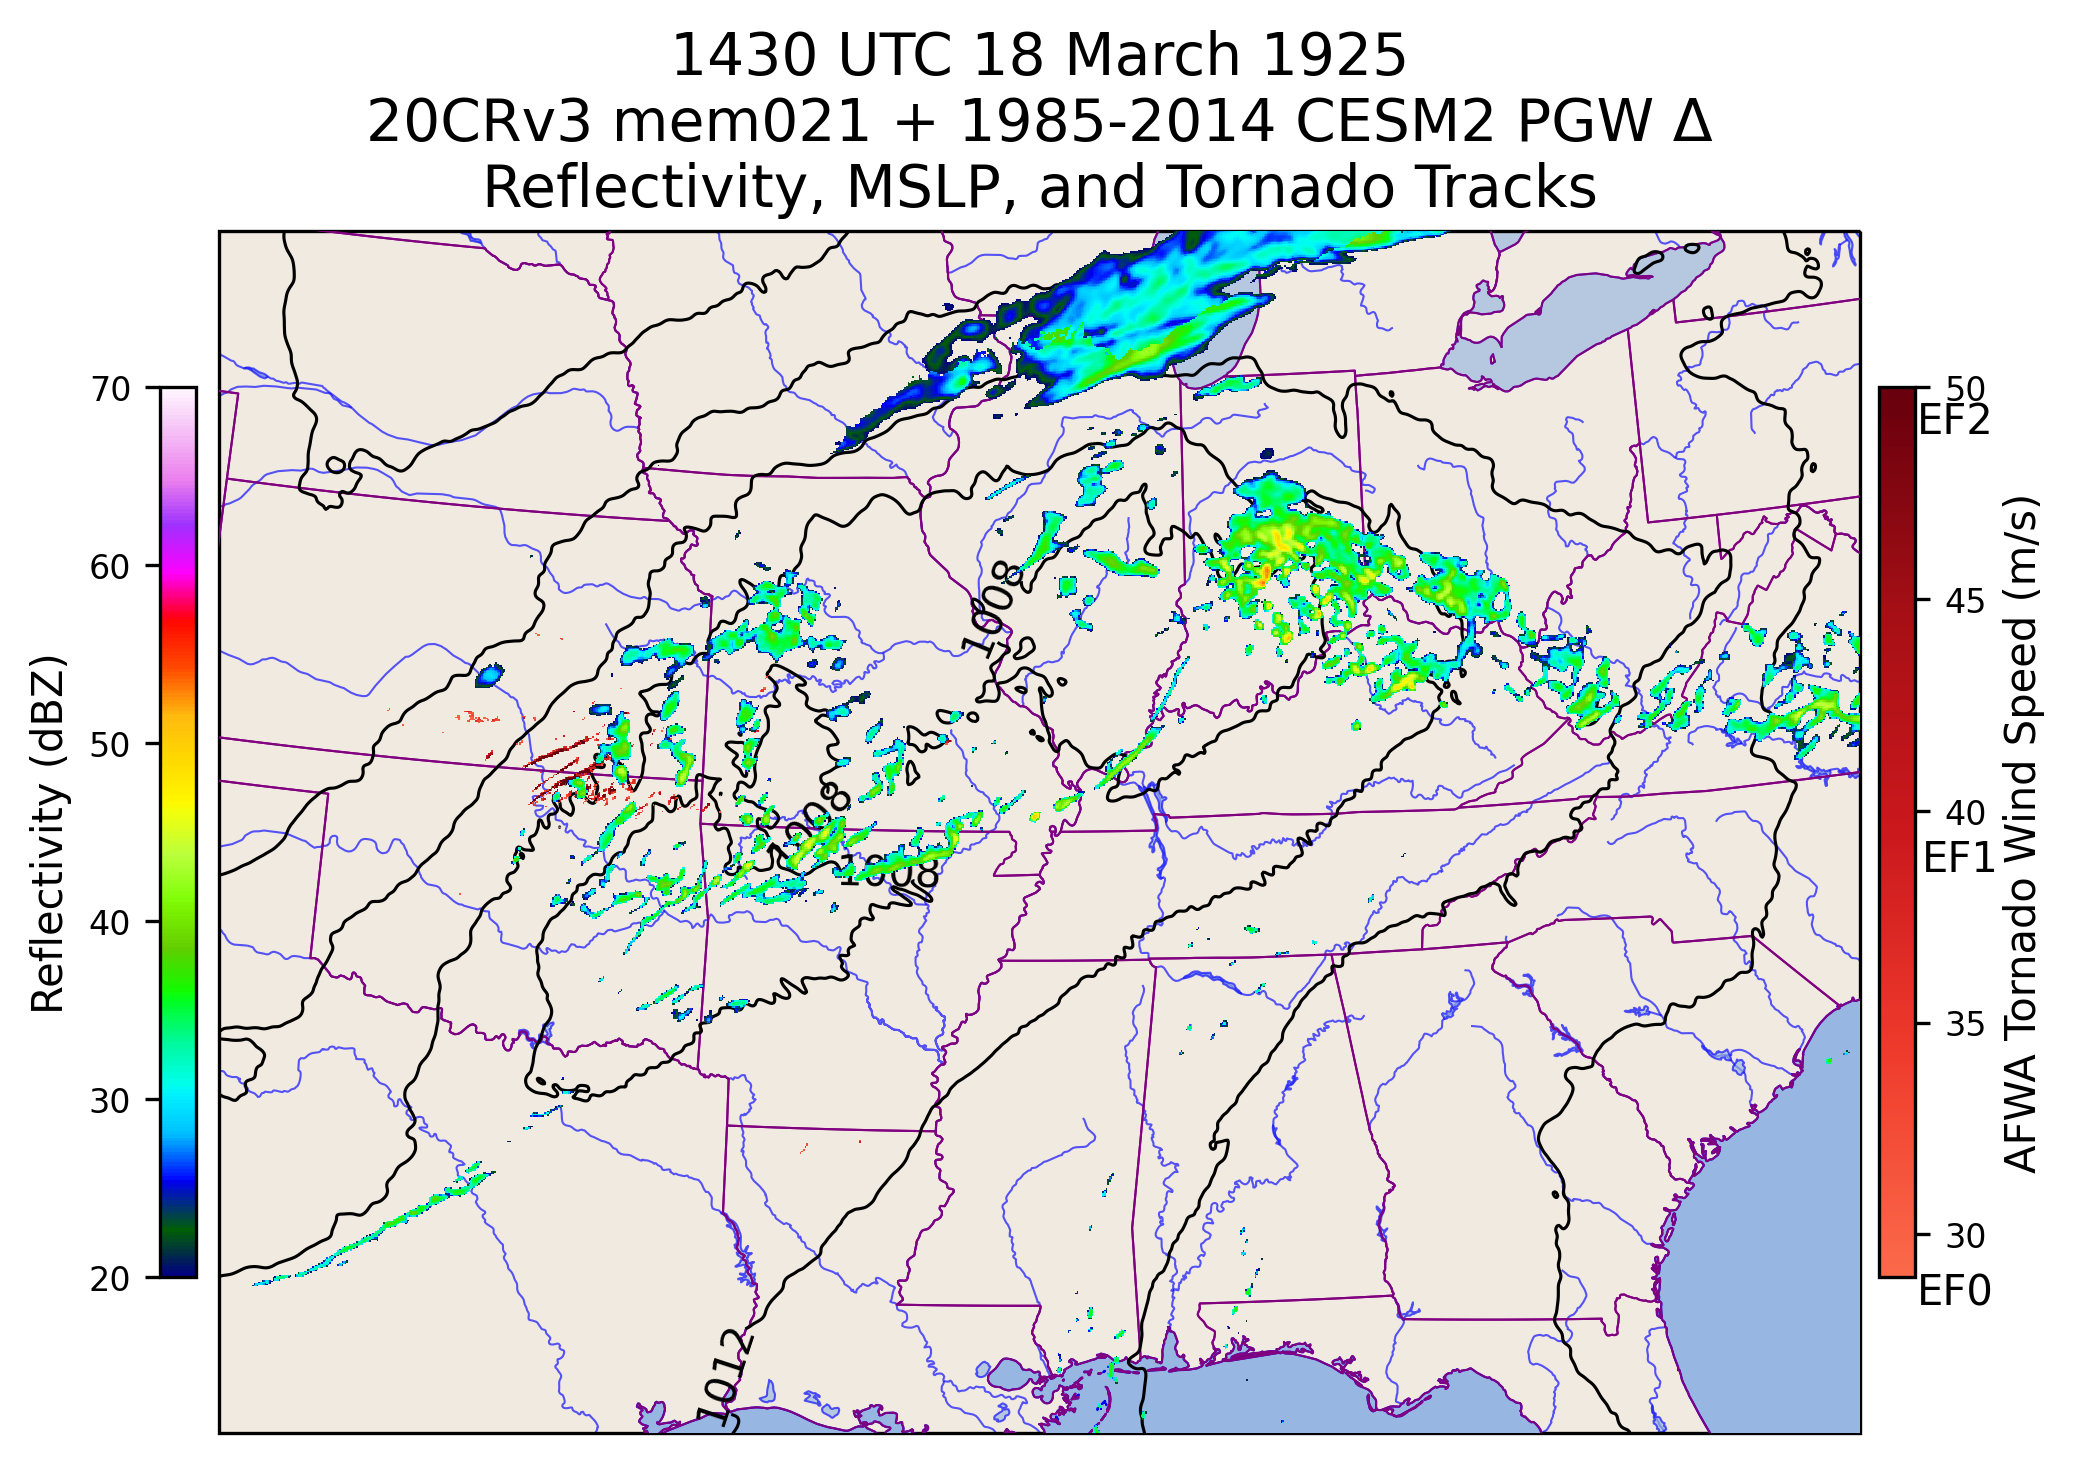 1430 UTC 18 March 1925
20CRv3 mem021 + 1985-2014 CESM2 PGW Δ
Reflectivity, MSLP, and Tornado Tracks
70
60
50
40
30
20
Reflectivity (dBZ)
1008
1008
1008
1012
50
EF2
45
40
EF1
35
30
EF0
AFWA Tornado Wind Speed (m/s)